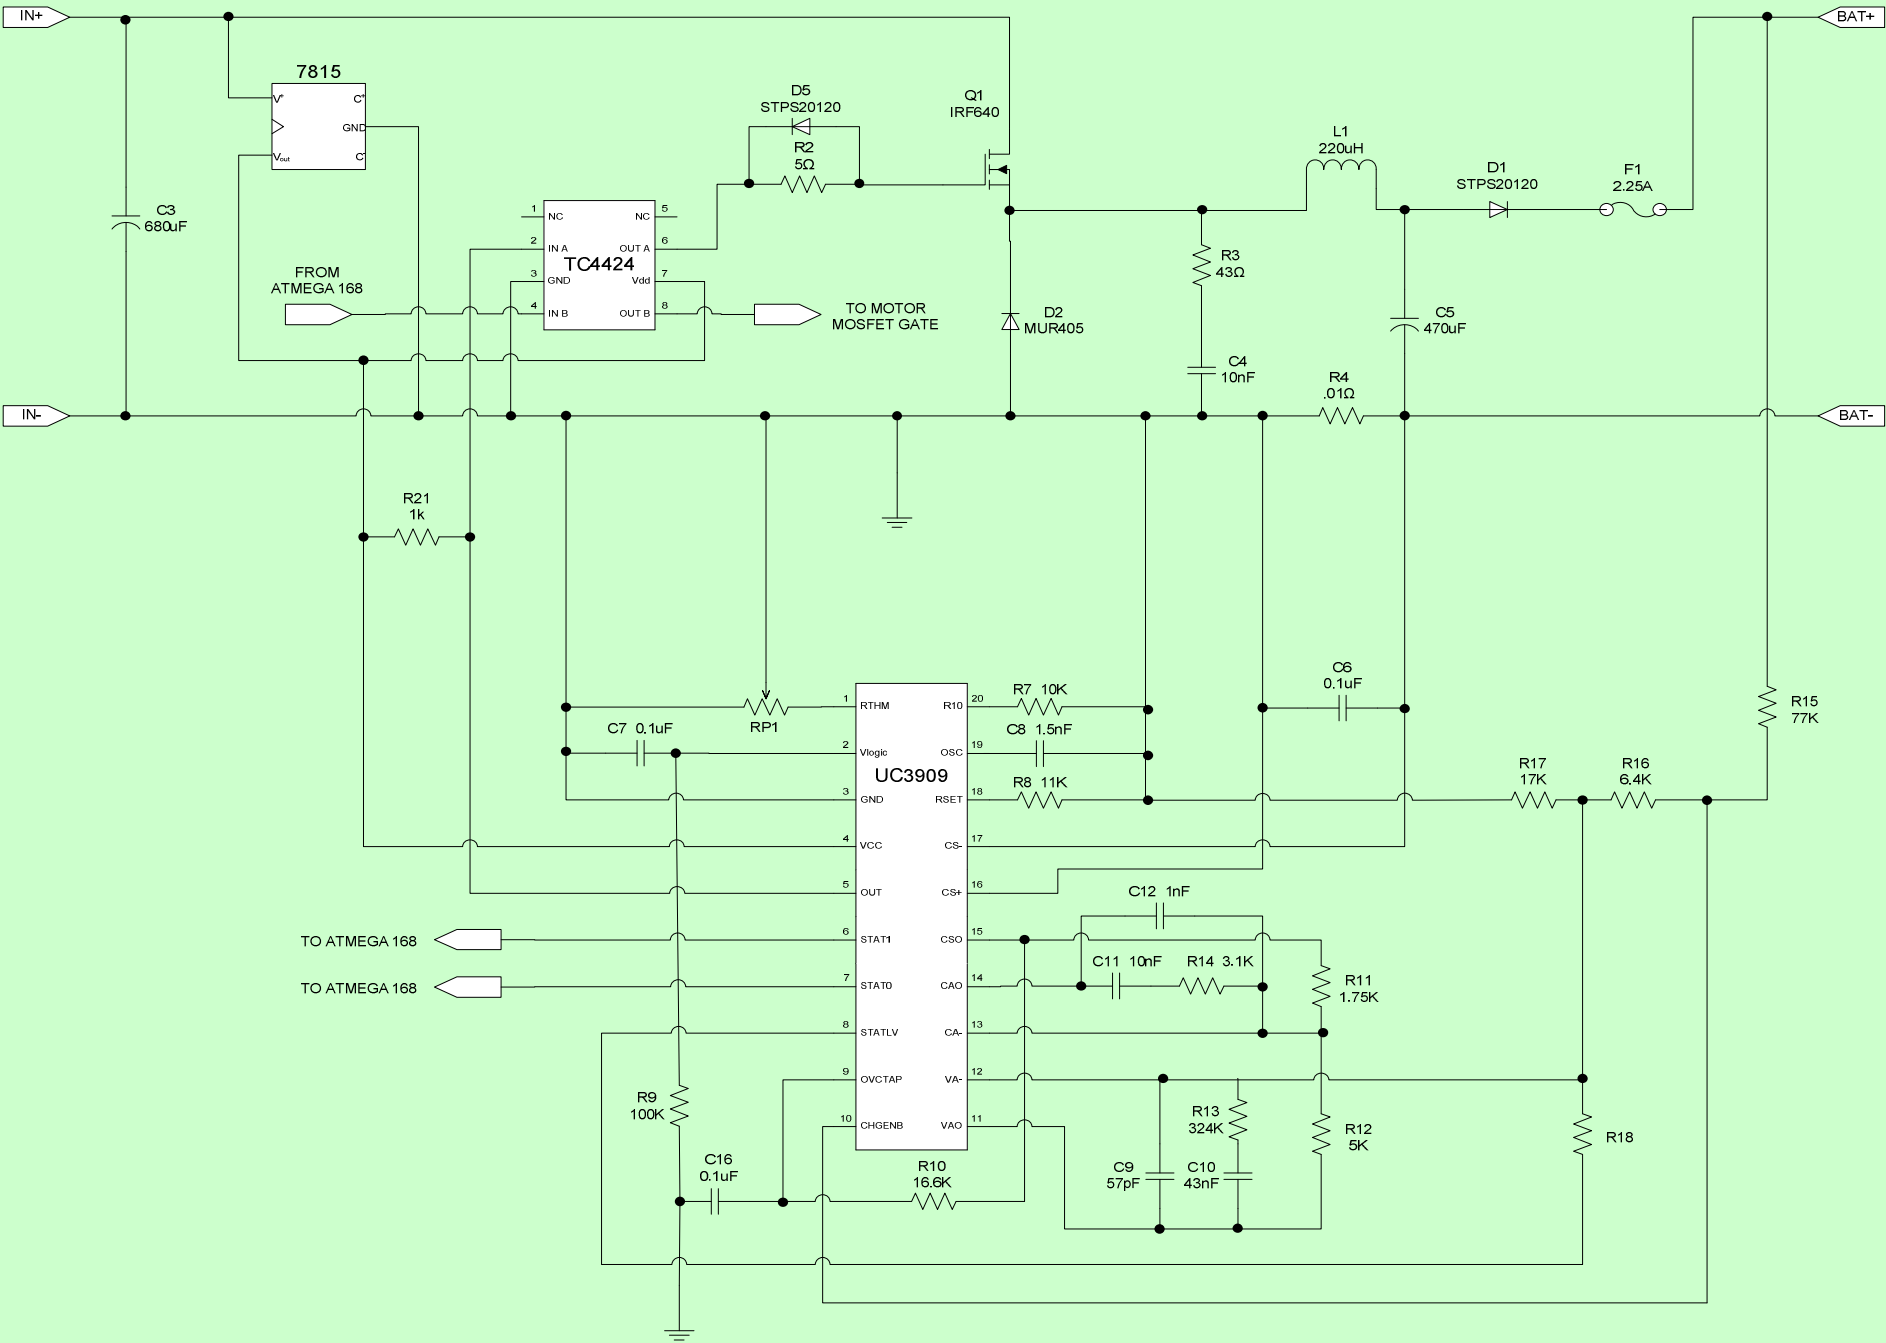 IN+
BAT+
7815
V+
C+
GND
Vout
C-
C3
680uF
D5
STPS20120
R2
5Ω
Q1
IRF640
L1
220uH
D1
STPS20120
F1
2.25A
1
NC
5
NC
2
IN A
6
OUT A
TC4424
3
GND
7
Vdd
4
IN B
8
OUT B
FROM
ATMEGA 168
TO MOTOR
MOSFET GATE
R3
43Ω
D2
MUR405
C5
470uF
C4
10nF
R4
.01Ω
IN-
BAT-
R21
1k
C6
0.1uF
R15
77K
RP1
C7 0.1uF
R7 10K
C8 1.5nF
R8 11K
R17
17K
R16
6.4K
UC3909
1
RTHM
20
R10
2
Vlogic
19
OSC
3
GND
18
RSET
4
VCC
17
CS-
5
OUT
16
CS+
6
STAT1
15
CSO
7
STAT0
14
CAO
8
STATLV
13
CA-
9
OVCTAP
12
VA-
10
CHGENB
11
VAO
TO ATMEGA 168
TO ATMEGA 168
C12 1nF
C11 10nF
R14 3.1K
R11
1.75K
R9
100K
R13
324K
R12
5K
R18
C9
57pF
C10
43nF
C16
0.1uF
R10
16.6K